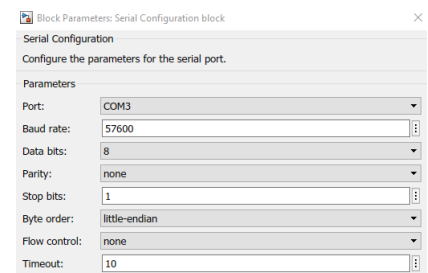 Block Parameters: Serial Configuration block
Serial Configuration
Configure the parameters for the serial port.
Parameters
Port: COM3
Baud rate: 57600
Data bits: 8
Parity: none
Stop bits: 1
Byte order: little-endian
Flow control: none
Timeout: 10